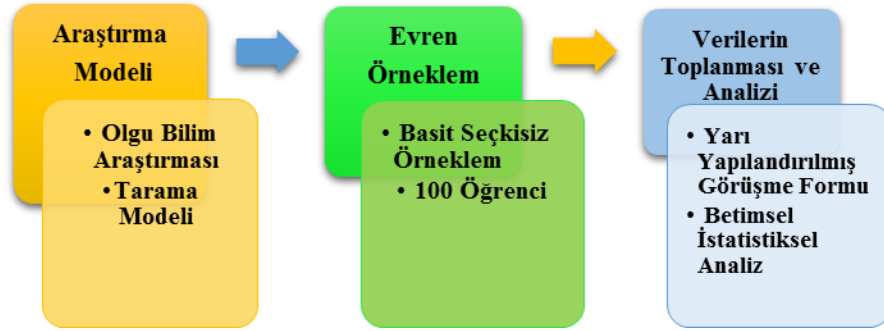 Araştırma
Modeli
• Olgu Bilim
Araştırması
• Tarama
Modeli
Evren
Örneklem
• Basit Seçkisiz
Örneklem
• 100 Öğrenci
Verilerin
Toplanması ve
Analizi
• Yarı
Yapılandırılmış
Görüşme Formu
• Betimsel
İstatistiksel
Analiz